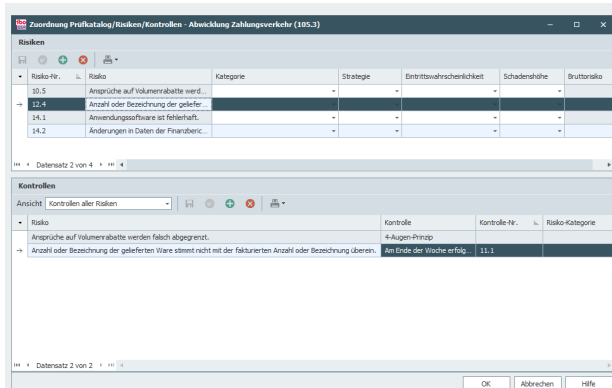 Zuordnung Prüfkatalog/Risiken/Kontrollen - Abwicklung Zahlungsverkehr (105.3)
Risiken
Risiko-Nr. Risiko Kategorie Strategie Eintrittswahrscheinlichkeit Schadenshöhe Bruttorisiko
10.5 Ansprüche auf Volumenrabatte werd...
12.4 Anzahl oder Bezeichnung der geliefer...
14.1 Anwendungssoftware ist fehlerhaft.
14.2 Änderungen in Daten der Finanzberic...
Datensatz 2 von 4
Kontrollen
Ansicht Kontrollen aller Risiken
Risiko Kontrolle Kontrolle-Nr. Risiko-Kategorie
Ansprüche auf Volumenrabatte werden falsch abgegrenzt. 4-Augen-Prinzip
Anzahl oder Bezeichnung der gelieferten Ware stimmt nicht mit der fakturierten Anzahl oder Bezeichnung überein. Am Ende der Woche erfolg... 11.1
Datensatz 2 von 2
OK Abbrechen Hilfe